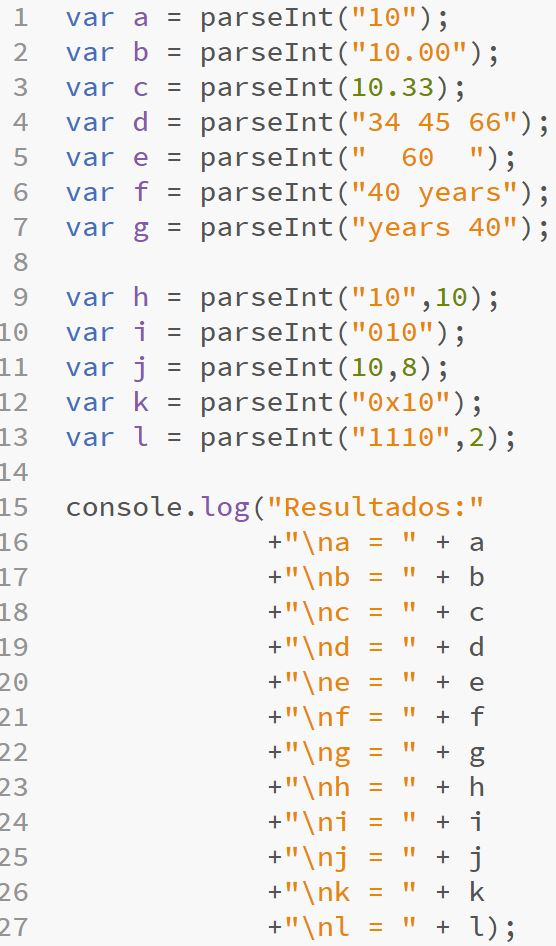 1 var a = parseInt("10");
2 var b = parseInt("10.00");
3 var c = parseInt(10.33);
4 var d = parseInt("34 45 66");
5 var e = parseInt("  60  ");
6 var f = parseInt("40 years");
7 var g = parseInt("years 40");
8
9 var h = parseInt("10",10);
10 var i = parseInt("010");
11 var j = parseInt(10,8);
12 var k = parseInt("0x10");
13 var l = parseInt("1110",2);
14
15 console.log("Resultados:"
16             +"\na = " + a
17             +"\nb = " + b
18             +"\nc = " + c
19             +"\nd = " + d
20             +"\ne = " + e
21             +"\nf = " + f
22             +"\ng = " + g
23             +"\nh = " + h
24             +"\ni = " + i
25             +"\nj = " + j
26             +"\nk = " + k
27             +"\nl = " + l);